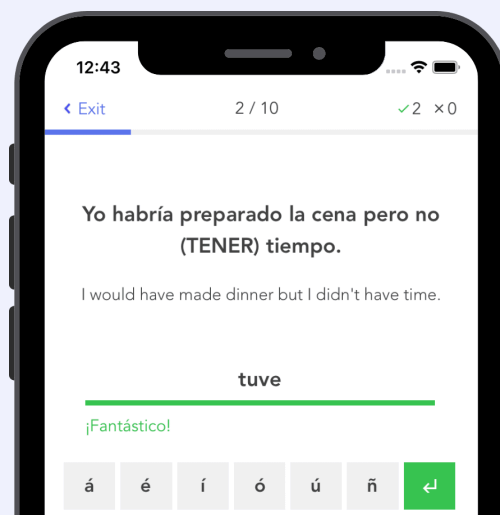 12:43
Exit 2 / 10 ✓2 ×0
Yo habría preparado la cena pero no
(TENER) tiempo.
I would have made dinner but I didn't have time.
tuve
¡Fantástico!
á é í ó ú ñ